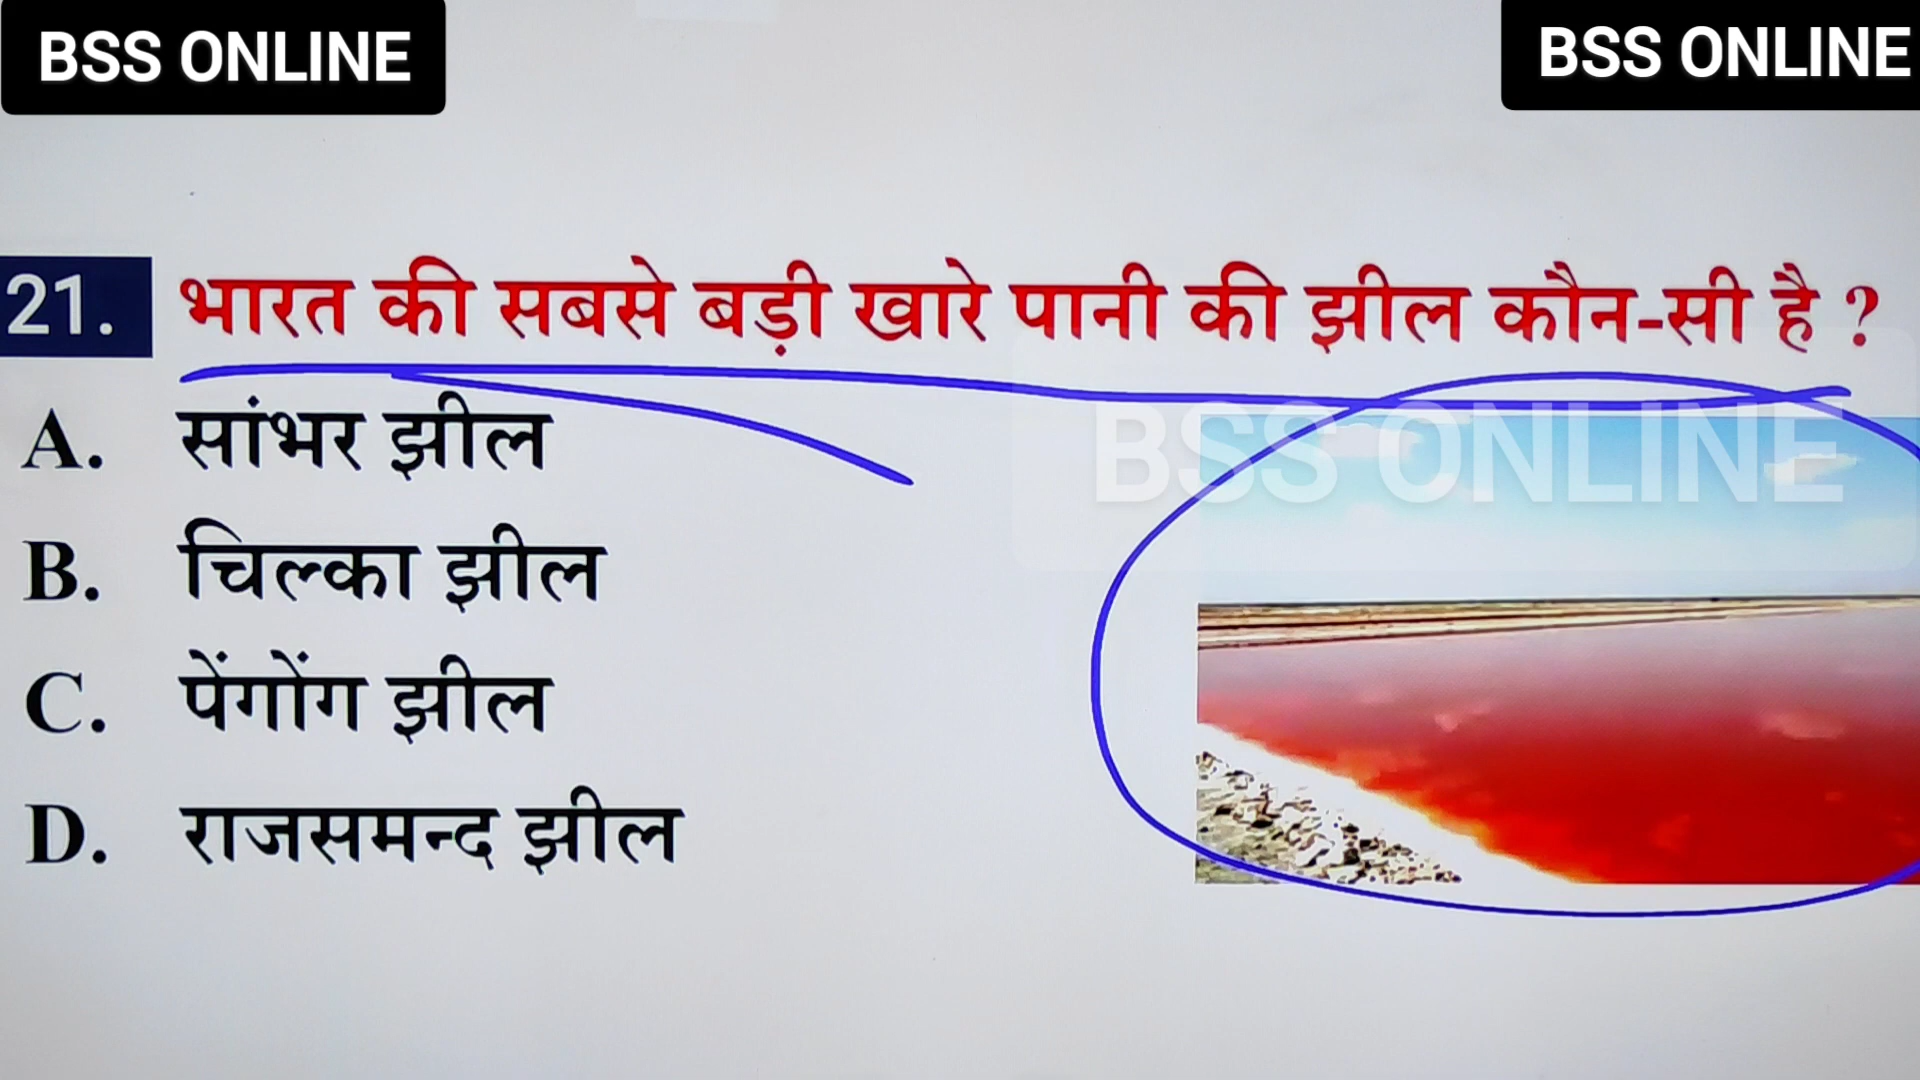 BSS ONLINE
BSS ONLINE
21. भारत की सबसे बड़ी खारे पानी की झील कौन-सी है ?
BSS ONLINE
A. सांभर झील
B. चिल्का झील
C. पेंगोंग झील
D. राजसमन्द झील